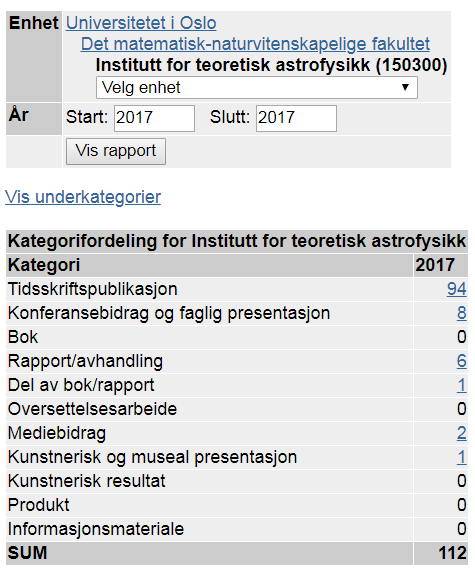 Enhet Universitetet i Oslo
Det matematisk-naturvitenskapelige fakultet
Institutt for teoretisk astrofysikk (150300)
Velg enhet
År Start: 2017 Slutt: 2017
Vis rapport
Vis underkategorier
Kategorifordeling for Institutt for teoretisk astrofysikk
Kategori 2017
Tidsskriftspublikasjon 94
Konferansebidrag og faglig presentasjon 8
Bok 0
Rapport/avhandling 6
Del av bok/rapport 1
Oversettelsesarbeide 0
Mediebidrag 2
Kunstnerisk og museal presentasjon 1
Kunstnerisk resultat 0
Produkt 0
Informasjonsmateriale 0
SUM 112